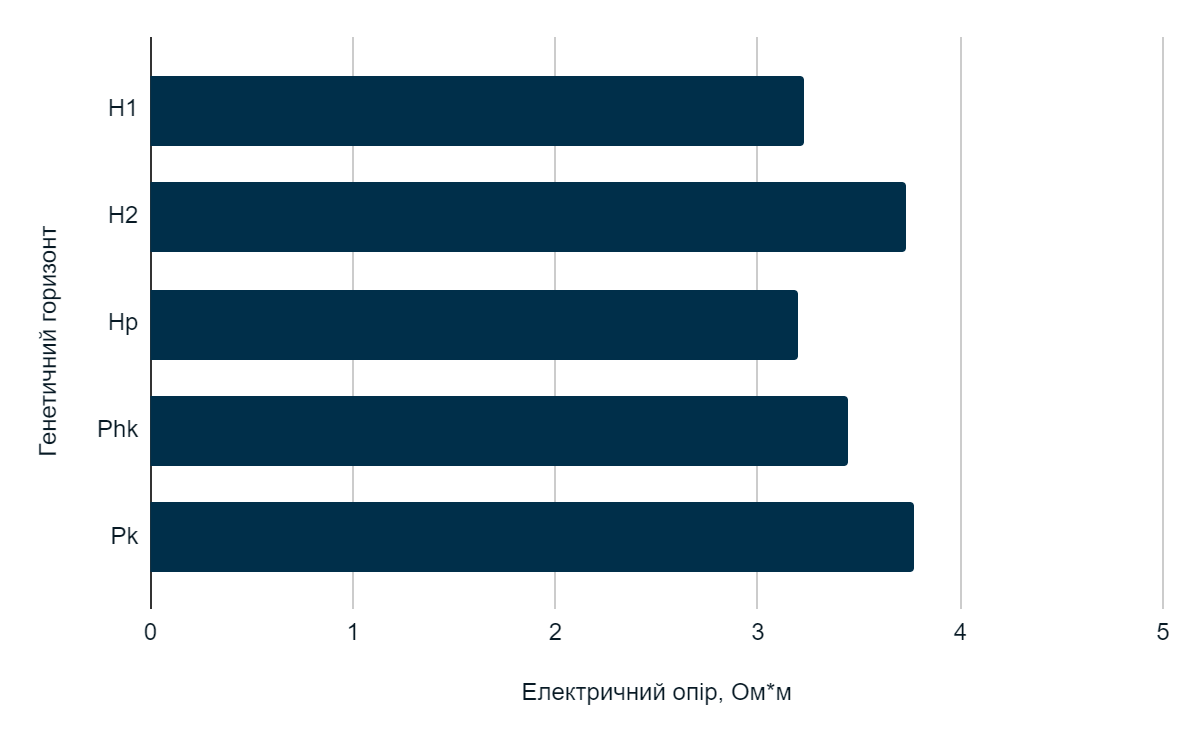 Генетичний горизонт
H1
H2
Hp
Phk
Pk
0 1 2 3 4 5
Електричний опір, Ом*м